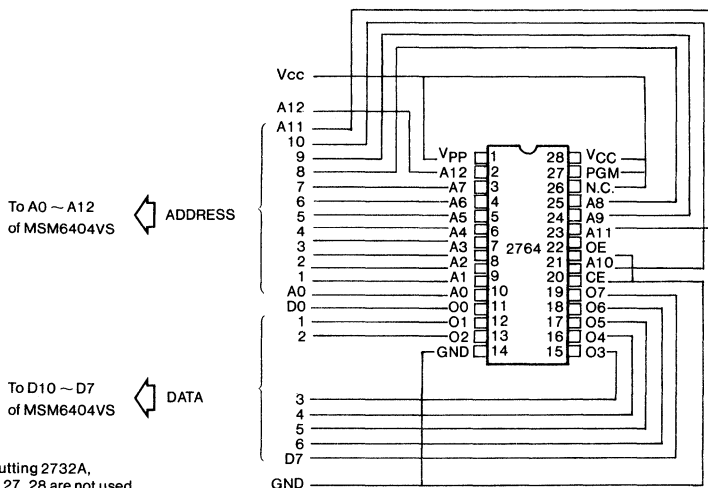 Vcc
A12
A11
10
9
8
7
6
5
4
3
2
1
A0
D0
1
2
3
4
5
6
D7
GND
To A0 ~ A12
of MSM6404VS
ADDRESS
To D10 ~ D7
of MSM6404VS
DATA
utting 2732A,
27, 28 are not used
2764
VPP 1
A12 2
A7 3
A6 4
A5 5
A4 6
A3 7
A2 8
A1 9
A0 10
O0 11
O1 12
O2 13
GND 14
28 VCC
27 PGM
26 N.C.
25 A8
24 A9
23 A11
22 OE
21 A10
20 CE
19 O7
18 O6
17 O5
16 O4
15 O3